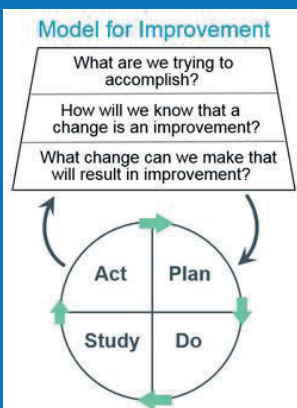 Model for Improvement
What are we trying to
accomplish?
How will we know that a
change is an improvement?
What change can we make that
will result in improvement?
Act
Plan
Study
Do